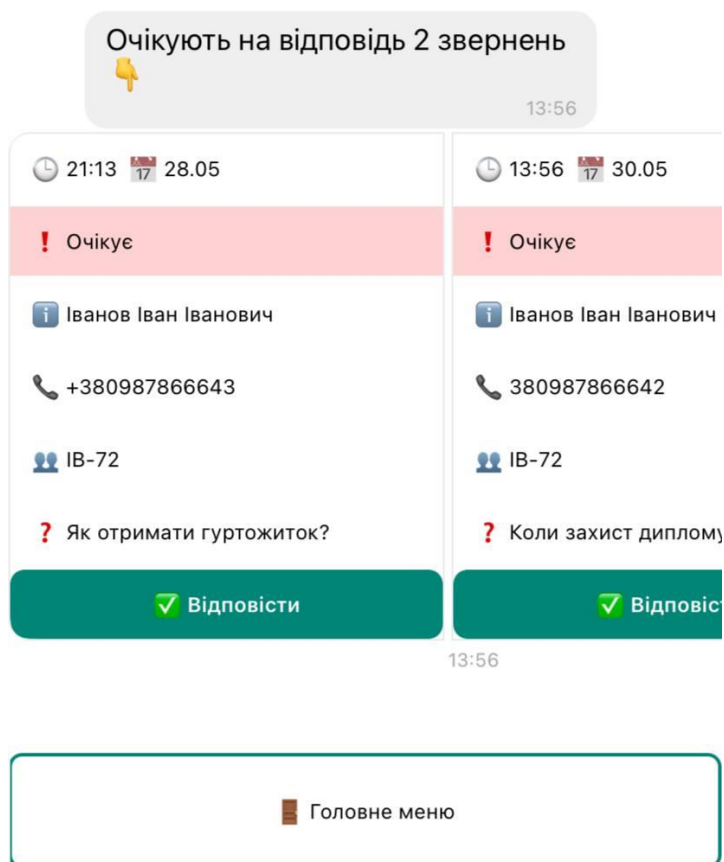 Очікують на відповідь 2 звернень
👇
13:56
🕒 21:13 📅 28.05
❗ Очікує
ℹ️ Іванов Іван Іванович
📞 +380987866643
👥 ІВ-72
❓ Як отримати гуртожиток?
✅ Відповісти
🕒 13:56 📅 30.05
❗ Очікує
ℹ️ Іванов Іван Іванович
📞 380987866642
👥 ІВ-72
❓ Коли захист диплому
✅ Відповіс
13:56
🚪 Головне меню